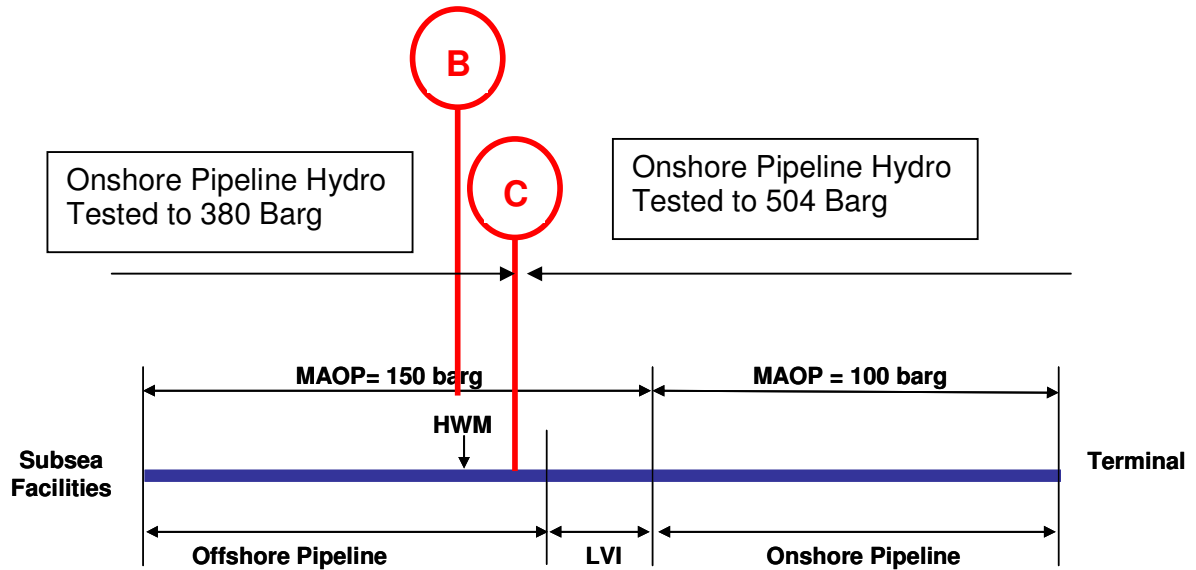 B
C
Onshore Pipeline Hydro
Tested to 380 Barg
Onshore Pipeline Hydro
Tested to 504 Barg
MAOP= 150 barg
MAOP = 100 barg
HWM
Subsea
Facilities
Terminal
Offshore Pipeline
LVI
Onshore Pipeline